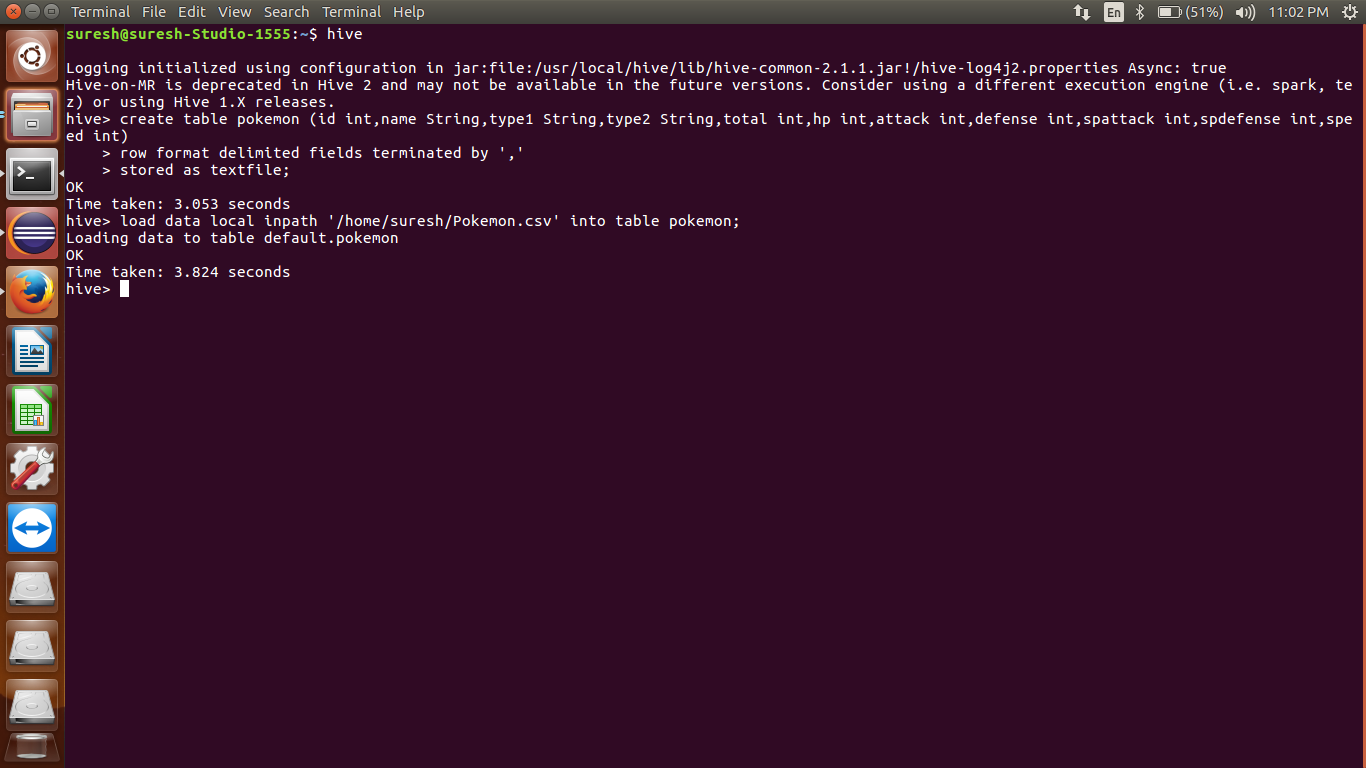 Terminal File Edit View Search Terminal Help En (51%) 11:02 PM
suresh@suresh-Studio-1555:~$ hive
Logging initialized using configuration in jar:file:/usr/local/hive/lib/hive-common-2.1.1.jar!/hive-log4j2.properties Async: true
Hive-on-MR is deprecated in Hive 2 and may not be available in the future versions. Consider using a different execution engine (i.e. spark, te
z) or using Hive 1.X releases.
hive> create table pokemon (id int,name String,type1 String,type2 String,total int,hp int,attack int,defense int,spattack int,spdefense int,spe
ed int)
    > row format delimited fields terminated by ','
    > stored as textfile;
OK
Time taken: 3.053 seconds
hive> load data local inpath '/home/suresh/Pokemon.csv' into table pokemon;
Loading data to table default.pokemon
OK
Time taken: 3.824 seconds
hive>